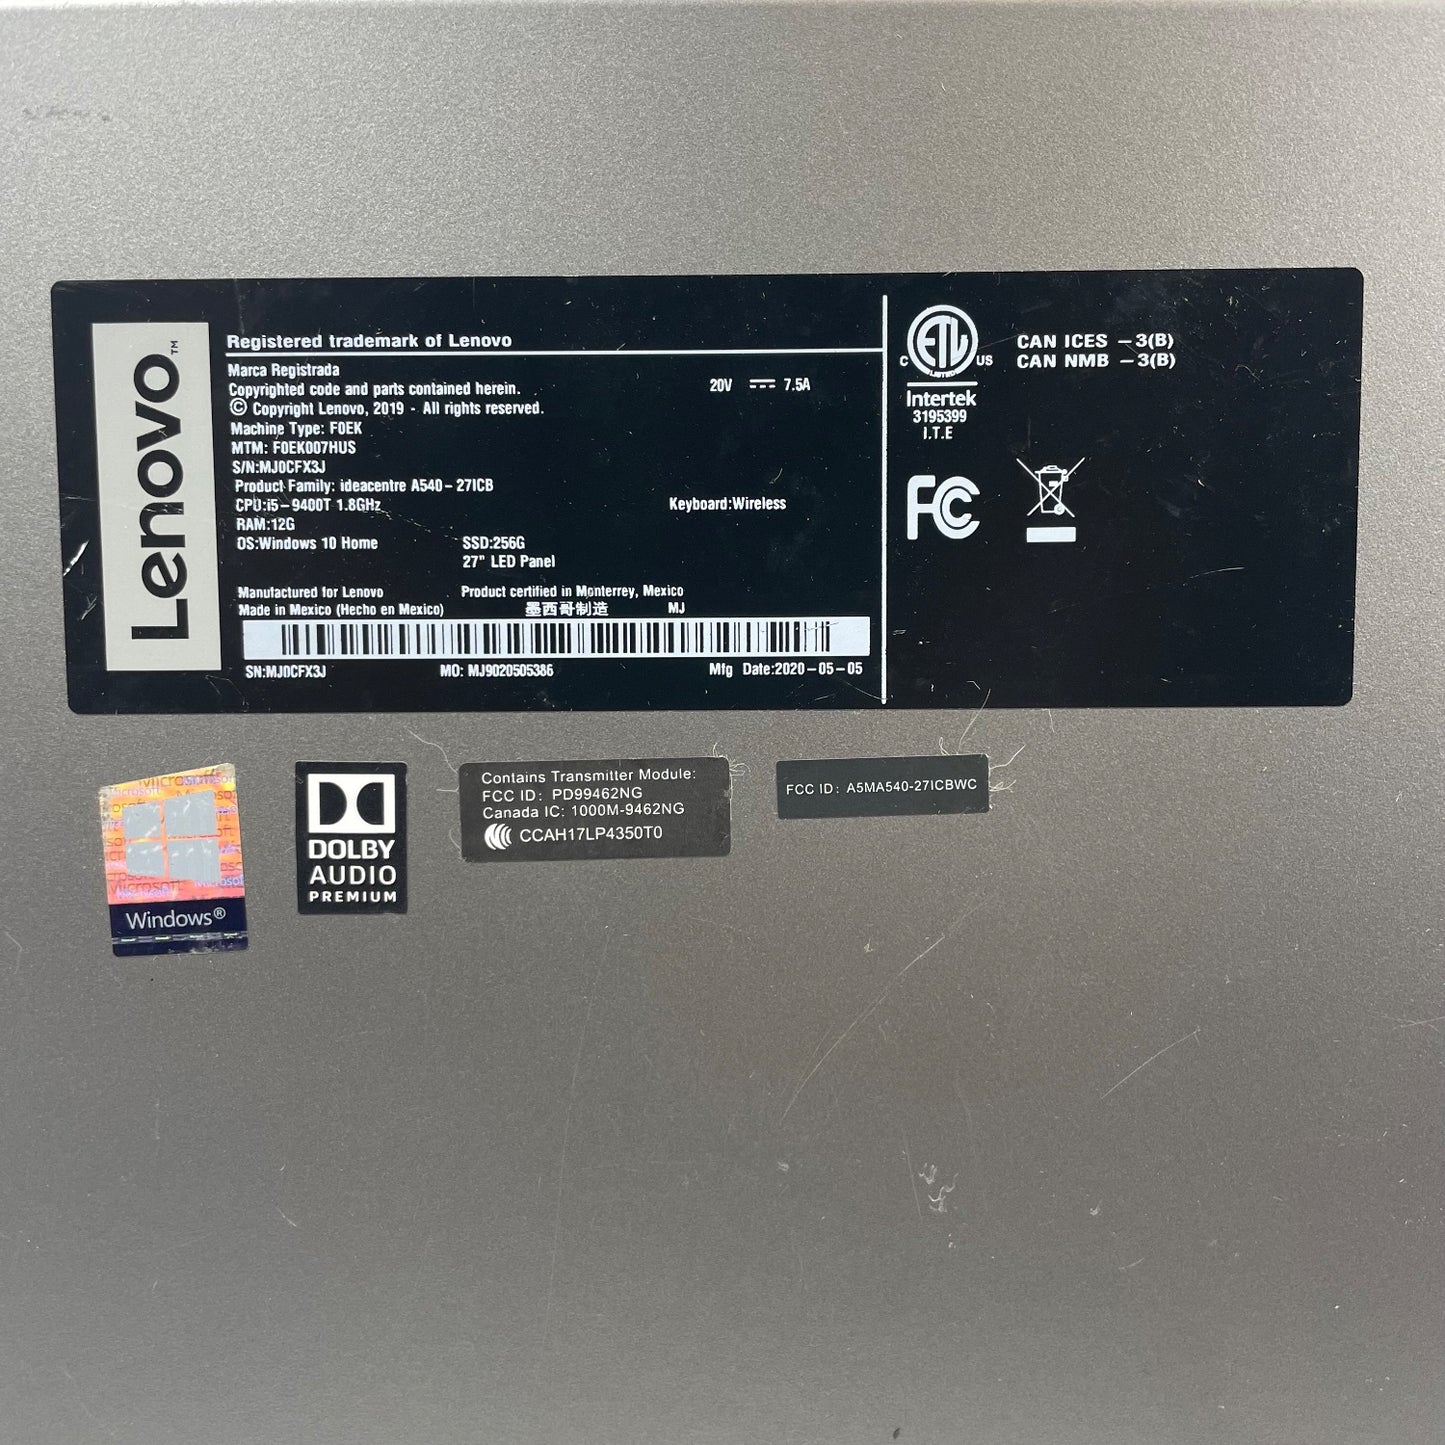 Lenovo™
Registered trademark of Lenovo
Marca Registrada
Copyrighted code and parts contained herein.
© Copyright Lenovo, 2019 - All rights reserved.
Machine Type: F0EK
MTM: F0EK007HUS
S/N:MJ0CFX3J
Product Family: ideacentre A540-27ICB
CPU:i5-9400T 1.8GHz
RAM:12G
OS:Windows 10 Home
SSD:256G
27" LED Panel
20V ⎓ 7.5A
Keyboard:Wireless
Manufactured for Lenovo
Product certified in Monterrey, Mexico
Made in Mexico (Hecho en Mexico)
墨西哥制造 MJ
SN:MJ0CFX3J MO: MJ9020505386 Mfg Date:2020-05-05
C ETL US
LISTED
Intertek
3195399
I.T.E
CAN ICES -3(B)
CAN NMB -3(B)
FC
Microsoft
Windows®
DOLBY
AUDIO
PREMIUM
Contains Transmitter Module:
FCC ID: PD99462NG
Canada IC: 1000M-9462NG
CCAH17LP4350T0
FCC ID: A5MA540-27ICBWC